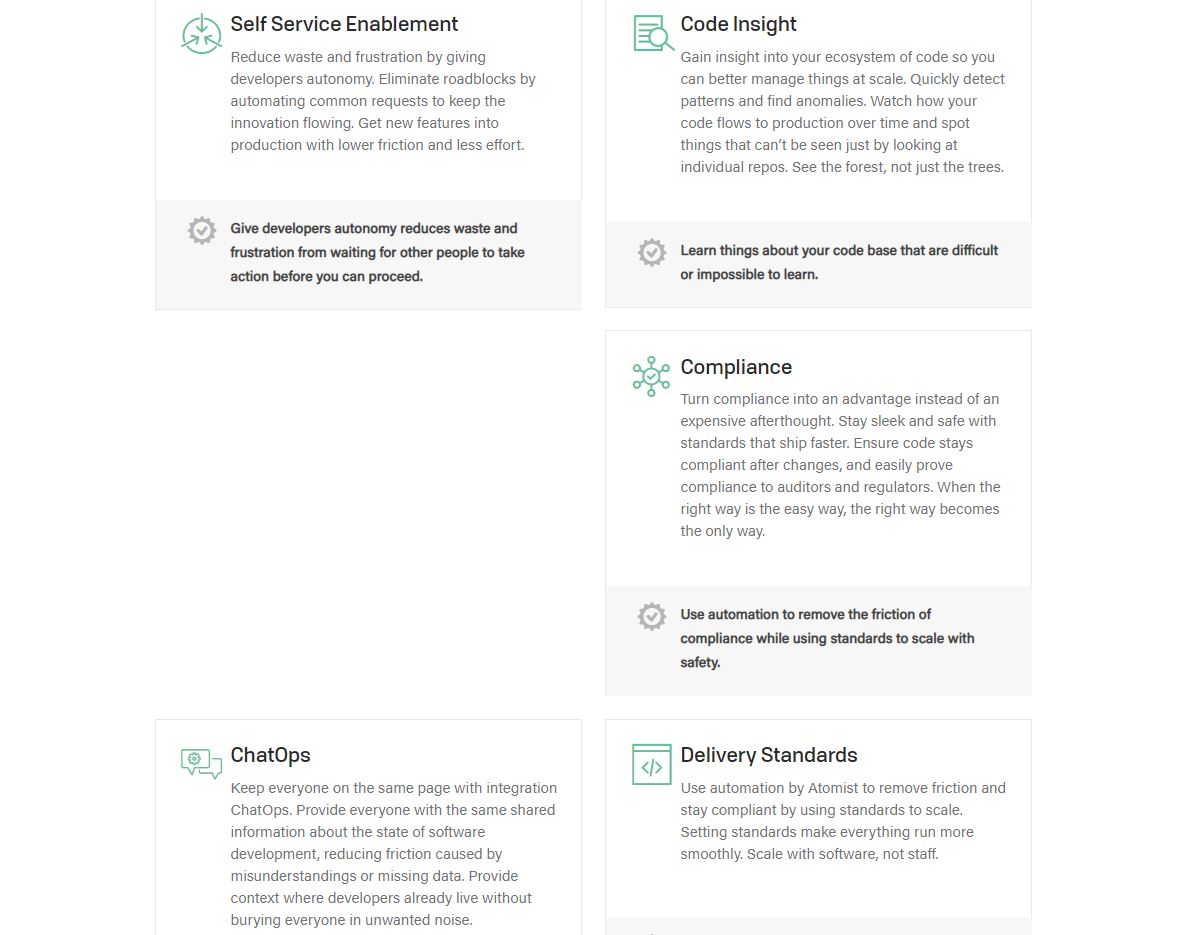 Self Service Enablement
Reduce waste and frustration by giving
developers autonomy. Eliminate roadblocks by
automating common requests to keep the
innovation flowing. Get new features into
production with lower friction and less effort.
Give developers autonomy reduces waste and
frustration from waiting for other people to take
action before you can proceed.
Code Insight
Gain insight into your ecosystem of code so you
can better manage things at scale. Quickly detect
patterns and find anomalies. Watch how your
code flows to production over time and spot
things that can’t be seen just by looking at
individual repos. See the forest, not just the trees.
Learn things about your code base that are difficult
or impossible to learn.
Compliance
Turn compliance into an advantage instead of an
expensive afterthought. Stay sleek and safe with
standards that ship faster. Ensure code stays
compliant after changes, and easily prove
compliance to auditors and regulators. When the
right way is the easy way, the right way becomes
the only way.
Use automation to remove the friction of
compliance while using standards to scale with
safety.
ChatOps
Keep everyone on the same page with integration
ChatOps. Provide everyone with the same shared
information about the state of software
development, reducing friction caused by
misunderstandings or missing data. Provide
context where developers already live without
burying everyone in unwanted noise.
Delivery Standards
Use automation by Atomist to remove friction and
stay compliant by using standards to scale.
Setting standards make everything run more
smoothly. Scale with software, not staff.